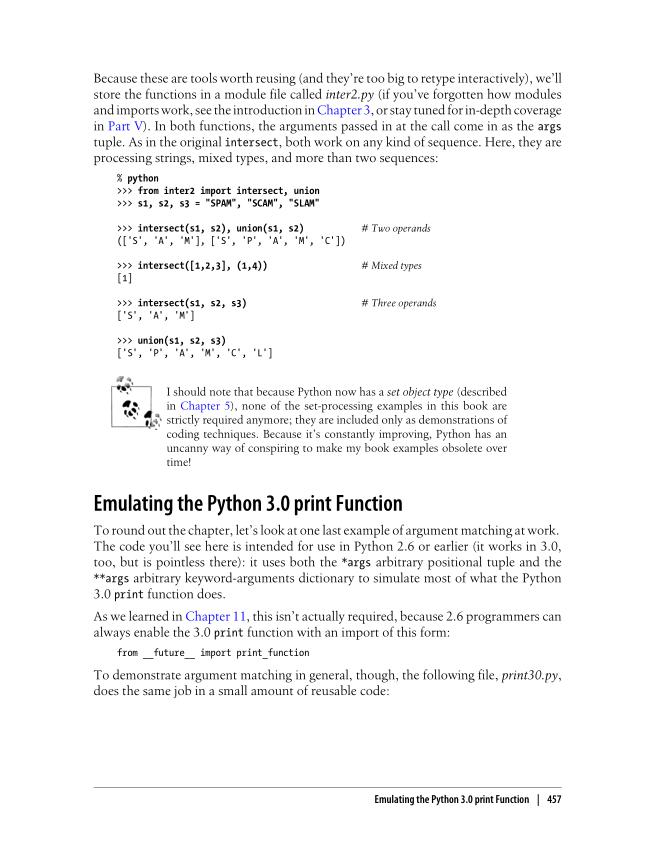 Because these are tools worth reusing (and they're too big to retype interactively), we'll
store the functions in a module file called inter2.py (if you've forgotten how modules
and imports work, see the introduction in Chapter 3, or stay tuned for in-depth coverage
in Part V). In both functions, the arguments passed in at the call come in as the args
tuple. As in the original intersect, both work on any kind of sequence. Here, they are
processing strings, mixed types, and more than two sequences:
% python
>>> from inter2 import intersect, union
>>> s1, s2, s3 = "SPAM", "SCAM", "SLAM"
>>> intersect(s1, s2), union(s1, s2) # Two operands
(['S', 'A', 'M'], ['S', 'P', 'A', 'M', 'C'])
>>> intersect([1,2,3], (1,4)) # Mixed types
[1]
>>> intersect(s1, s2, s3) # Three operands
['S', 'A', 'M']
>>> union(s1, s2, s3)
['S', 'P', 'A', 'M', 'C', 'L']
I should note that because Python now has a set object type (described
in Chapter 5), none of the set-processing examples in this book are
strictly required anymore; they are included only as demonstrations of
coding techniques. Because it's constantly improving, Python has an
uncanny way of conspiring to make my book examples obsolete over
time!
Emulating the Python 3.0 print Function
To round out the chapter, let's look at one last example of argument matching at work.
The code you'll see here is intended for use in Python 2.6 or earlier (it works in 3.0,
too, but is pointless there): it uses both the *args arbitrary positional tuple and the
**args arbitrary keyword-arguments dictionary to simulate most of what the Python
3.0 print function does.
As we learned in Chapter 11, this isn't actually required, because 2.6 programmers can
always enable the 3.0 print function with an import of this form:
from __future__ import print_function
To demonstrate argument matching in general, though, the following file, print30.py,
does the same job in a small amount of reusable code:
Emulating the Python 3.0 print Function | 457